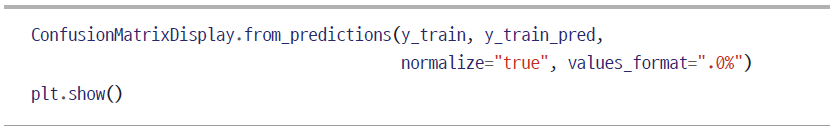 ConfusionMatrixDisplay.from_predictions(y_train, y_train_pred,
                                        normalize="true", values_format=".0%")
plt.show()